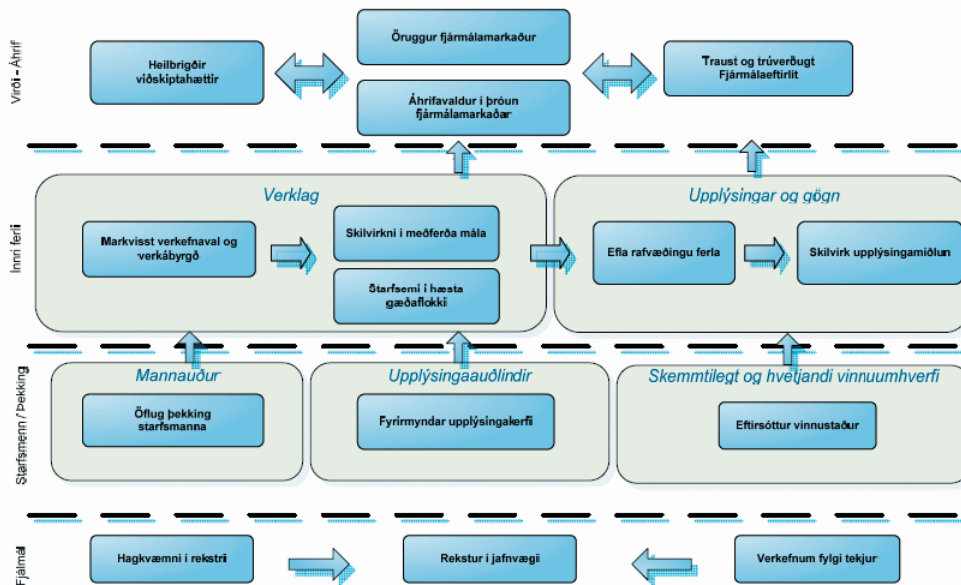 Virði - Áhrif
Heilbrigðir
viðskiptahættir
Öruggur fjármálamarkaður
Áhrifavaldur í þróun
fjármálamarkaðar
Traust og trúverðugt
Fjármálaeftirlit
Innri ferli
Verklag
Markvisst verkefnaval og
verkábyrgð
Skilvirkni í meðferða mála
Starfsemi í hæsta
gæðaflokki
Upplýsingar og gögn
Efla rafvæðingu ferla
Skilvirk upplýsingamiðlun
Starfsmenn / Þekking
Mannauður
Öflug þekking
starfsmanna
Upplýsingaauðlindir
Fyrirmyndar upplýsingakerfi
Skemmtilegt og hvetjandi vinnuumhverfi
Eftirsóttur vinnustaður
Fjálmál
Hagkvæmni í rekstri
Rekstur í jafnvægi
Verkefnum fylgi tekjur